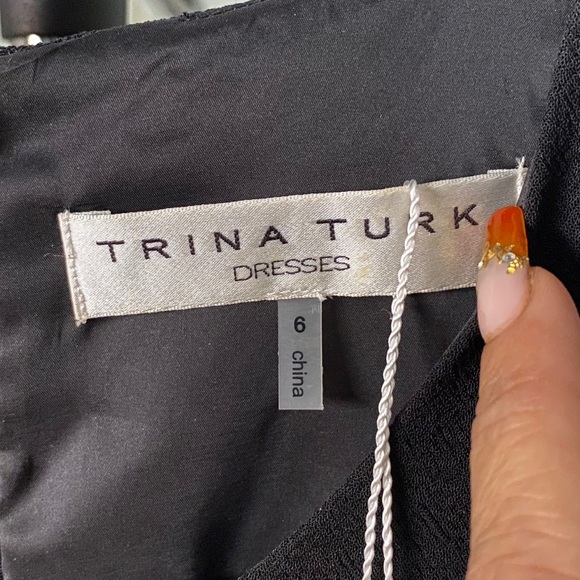 TRINA TURK
DRESSES
6
china